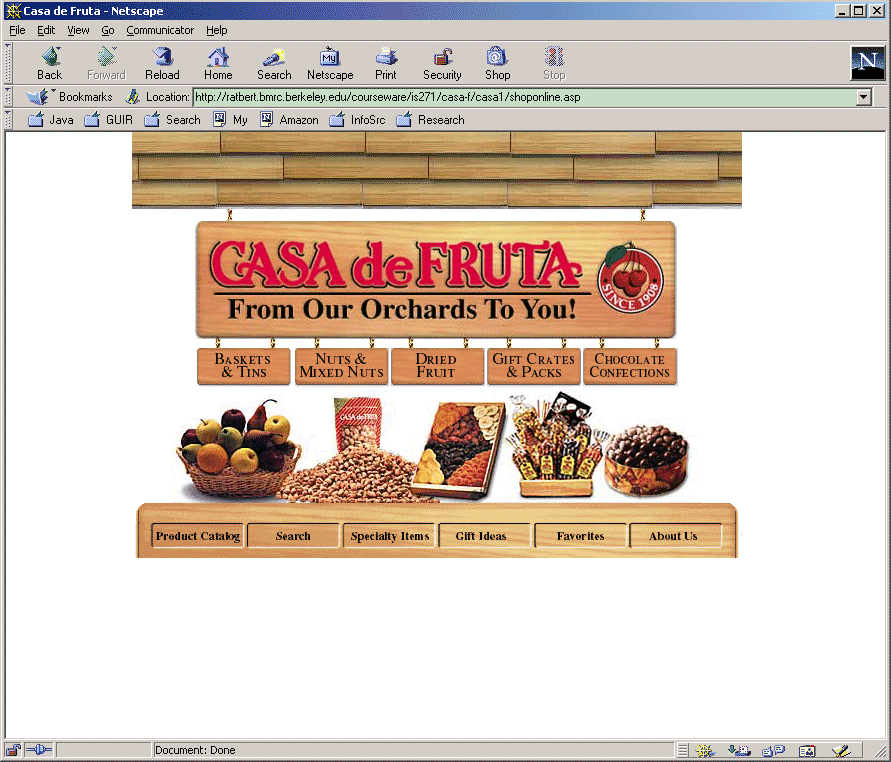 Casa de Fruta - Netscape
File Edit View Go Communicator Help
Back Forward Reload Home Search Netscape Print Security Shop Stop
My
N
Bookmarks Location: http://ratbert.bmrc.berkeley.edu/courseware/is271/casa-f/casa1/shoponline.asp
Java GUIR Search My Amazon InfoSrc Research
CASA de FRUTA
From Our Orchards To You!
SINCE 1908
BASKETS & TINS
NUTS & MIXED NUTS
DRIED FRUIT
GIFT CRATES & PACKS
CHOCOLATE CONFECTIONS
CASA de FRUTA
Product Catalog Search Specialty Items Gift Ideas Favorites About Us
Document: Done